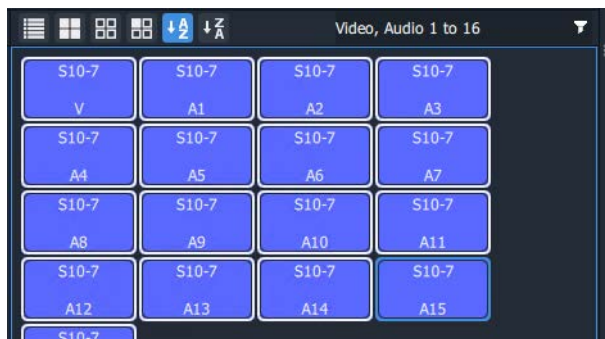 Video, Audio 1 to 16
S10-7 S10-7 S10-7 S10-7
V A1 A2 A3
S10-7 S10-7 S10-7 S10-7
A4 A5 A6 A7
S10-7 S10-7 S10-7 S10-7
A8 A9 A10 A11
S10-7 S10-7 S10-7 S10-7
A12 A13 A14 A15
S10-7